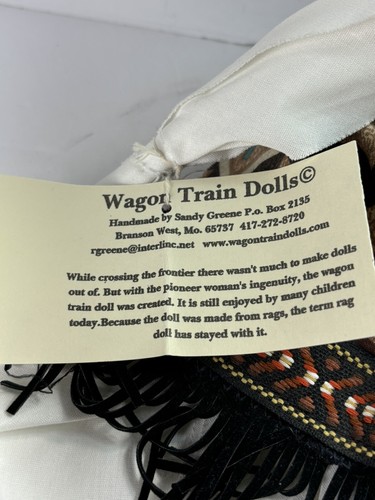 Wagon Train Dolls©
Handmade by Sandy Greene P.o. Box 2135
Branson West, Mo. 65737 417-272-8720
rgreene@interlinc.net www.wagontraindolls.com
While crossing the frontier there wasn't much to make dolls
out of. But with the pioneer woman's ingenuity, the wagon
train doll was created. It is still enjoyed by many children
today.Because the doll was made from rags, the term rag
doll has stayed with it.